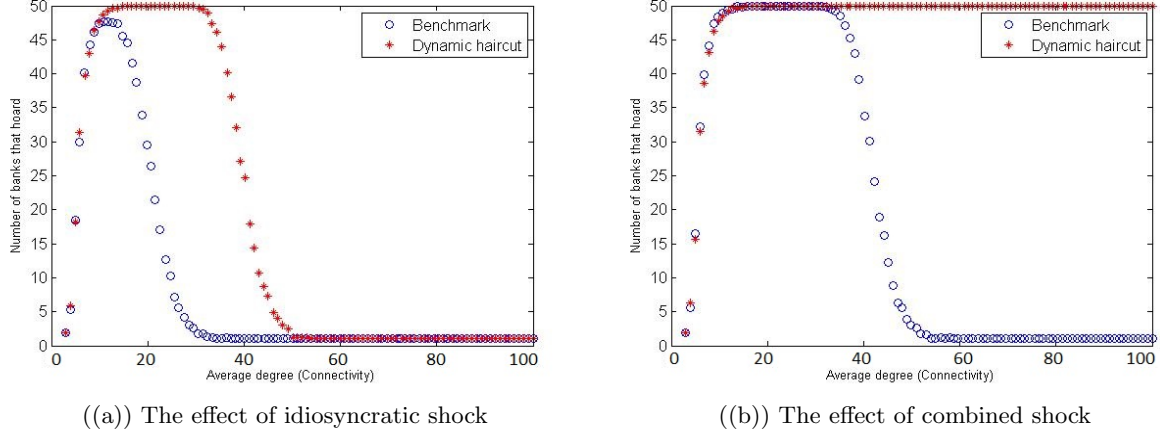 50
45
40
35
30
25
20
15
10
5
0
Number of banks that hoard
Benchmark
Dynamic haircut
0 20 40 60 80 100
Average degree (Connectivity)
((a)) The effect of idiosyncratic shock
50
45
40
35
30
25
20
15
10
5
0
Number of banks that hoard
Benchmark
Dynamic haircut
0 20 40 60 80 100
Average degree (Connectivity)
((b)) The effect of combined shock